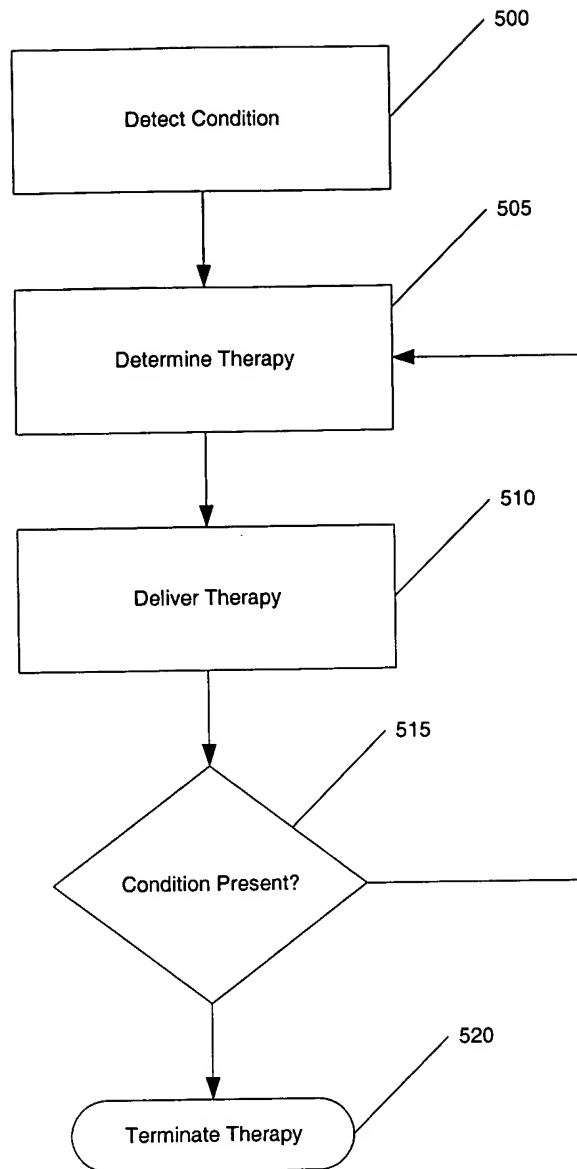 500
Detect Condition
505
Determine Therapy
510
Deliver Therapy
515
Condition Present?
520
Terminate Therapy